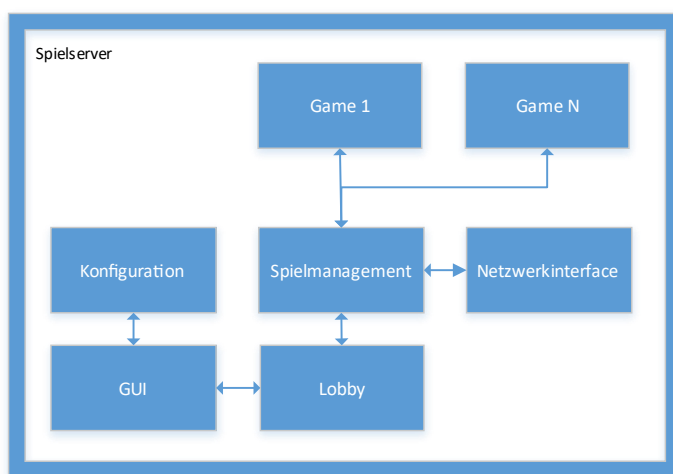 Spielserver
Game 1
Game N
Konfiguration
Spielmanagement
Netzwerkinterface
GUI
Lobby